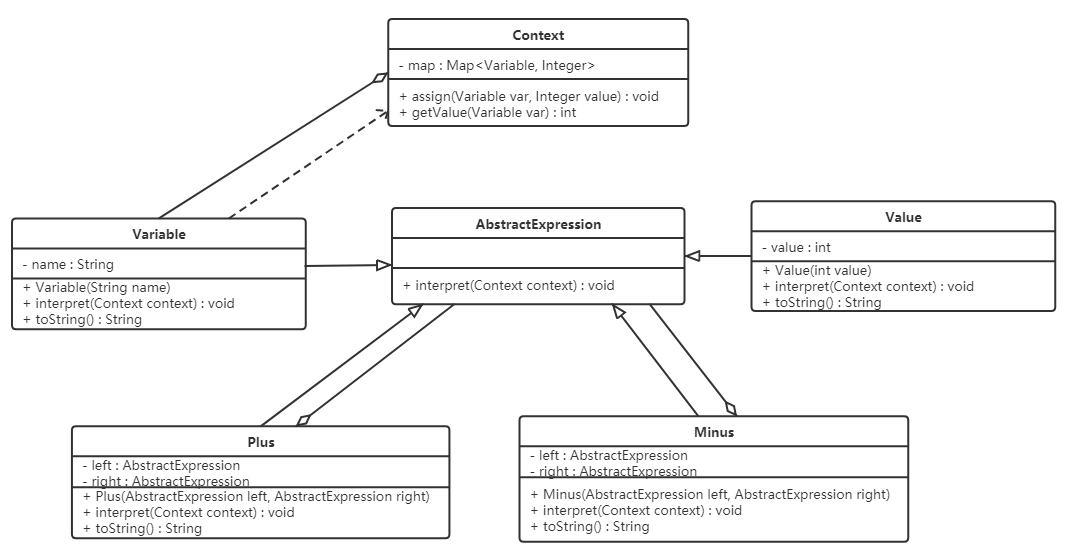 Context
- map : Map<Variable, Integer>
+ assign(Variable var, Integer value) : void
+ getValue(Variable var) : int
Variable
- name : String
+ Variable(String name)
+ interpret(Context context) : void
+ toString() : String
AbstractExpression
+ interpret(Context context) : void
Value
- value : int
+ Value(int value)
+ interpret(Context context) : void
+ toString() : String
Plus
- left : AbstractExpression
- right : AbstractExpression
+ Plus(AbstractExpression left, AbstractExpression right)
+ interpret(Context context) : void
+ toString() : String
Minus
- left : AbstractExpression
- right : AbstractExpression
+ Minus(AbstractExpression left, AbstractExpression right)
+ interpret(Context context) : void
+ toString() : String